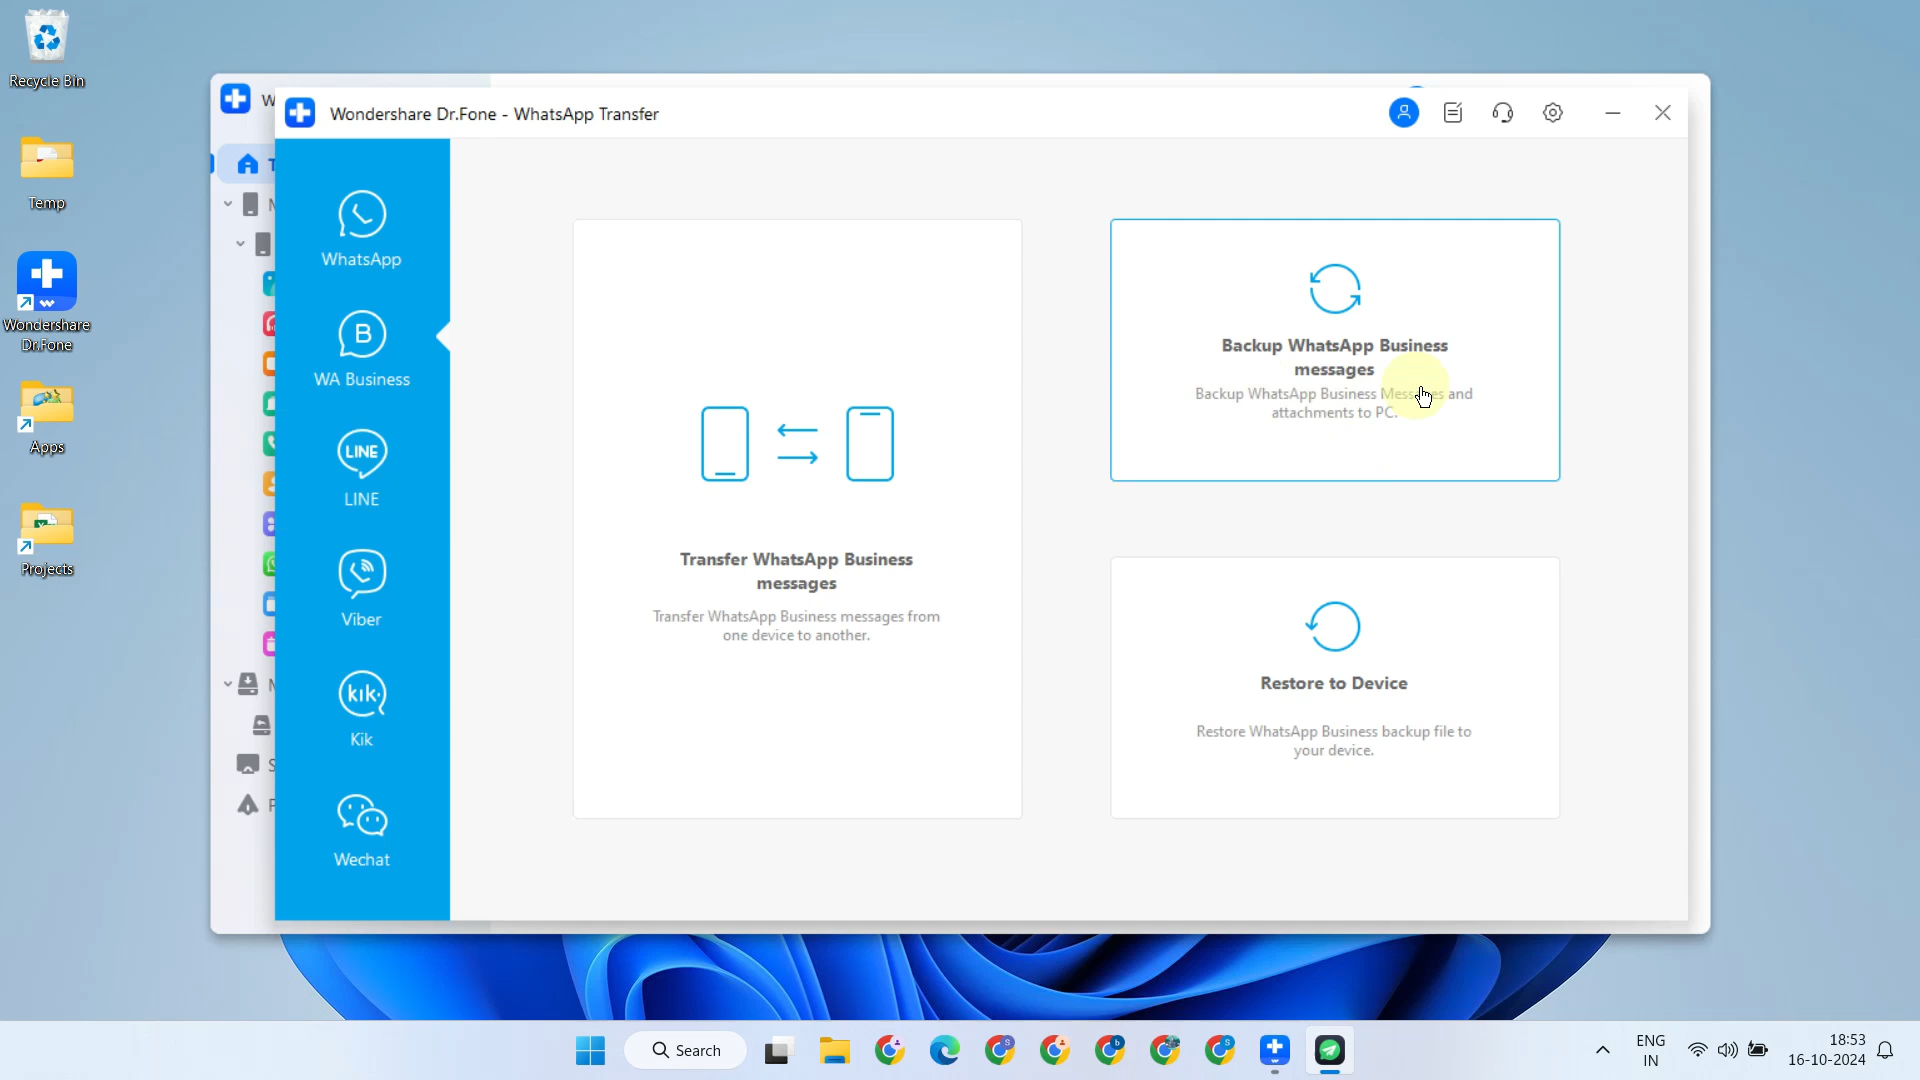 Recycle Bin
Temp
Wondershare
Dr.Fone
Apps
Projects
W
Wondershare Dr.Fone - WhatsApp Transfer
WhatsApp
B
WA Business
LINE
LINE
Viber
kik
Kik
Wechat
Transfer WhatsApp Business
messages
Transfer WhatsApp Business messages from
one device to another.
Backup WhatsApp Business
messages
Backup WhatsApp Business Messages and
attachments to PC.
Restore to Device
Restore WhatsApp Business backup file to
your device.
Search
ENG
IN
18:53
16-10-2024